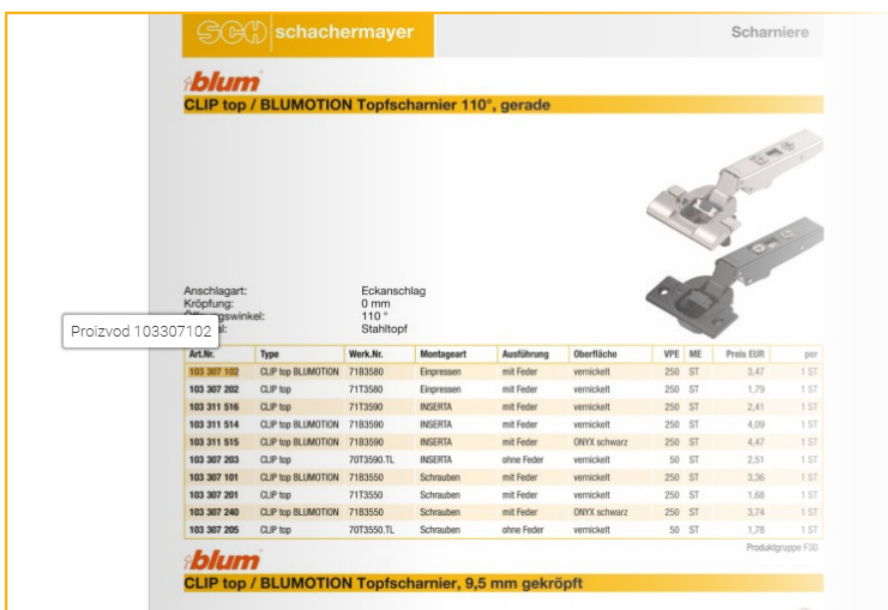 SCH schachermayer
Scharniere
blum
CLIP top / BLUMOTION Topfscharnier 110°, gerade
Anschlagart: Eckanschlag
Kröpfung: 0 mm
winkel: 110 °
Stahltopf
Proizvod 103307102
Art.Nr. Type Werk.Nr. Montageart Ausführung Oberfläche VPE ME Preis EUR per
103 307 102 CLIP top BLUMOTION 71B3580 Einpressen mit Feder vernickelt 250 ST 3,47 1 ST
103 307 202 CLIP top 71T3580 Einpressen mit Feder vernickelt 250 ST 1,79 1 ST
103 311 516 CLIP top 71T3590 INSERTA mit Feder vernickelt 250 ST 2,41 1 ST
103 311 514 CLIP top BLUMOTION 71B3590 INSERTA mit Feder vernickelt 250 ST 4,09 1 ST
103 311 515 CLIP top BLUMOTION 71B3590 INSERTA mit Feder ONYX schwarz 250 ST 4,47 1 ST
103 307 203 CLIP top 70T3590.TL INSERTA ohne Feder vernickelt 50 ST 2,51 1 ST
103 307 101 CLIP top BLUMOTION 71B3550 Schrauben mit Feder vernickelt 250 ST 3,36 1 ST
103 307 201 CLIP top 71T3550 Schrauben mit Feder vernickelt 250 ST 1,68 1 ST
103 307 240 CLIP top BLUMOTION 71B3550 Schrauben mit Feder ONYX schwarz 250 ST 3,74 1 ST
103 307 205 CLIP top 70T3550.TL Schrauben ohne Feder vernickelt 50 ST 1,78 1 ST
Produktgruppe F30
blum
CLIP top / BLUMOTION Topfscharnier, 9,5 mm gekröpft